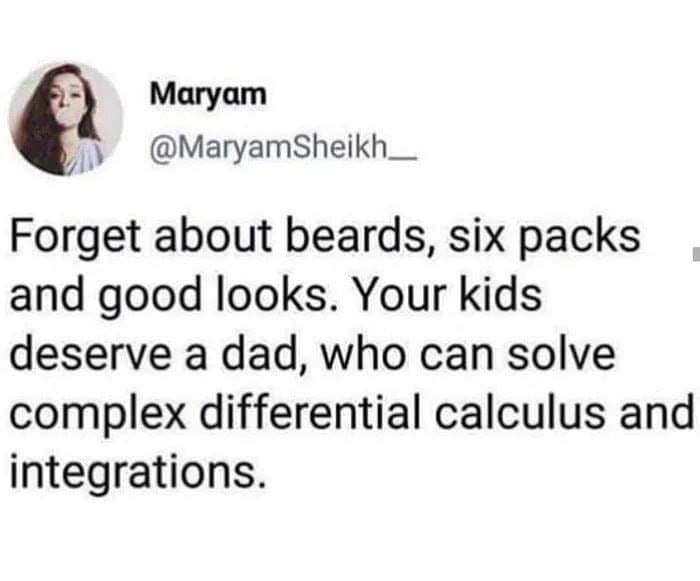 Maryam
@MaryamSheikh__
Forget about beards, six packs
and good looks. Your kids
deserve a dad, who can solve
complex differential calculus and
integrations.